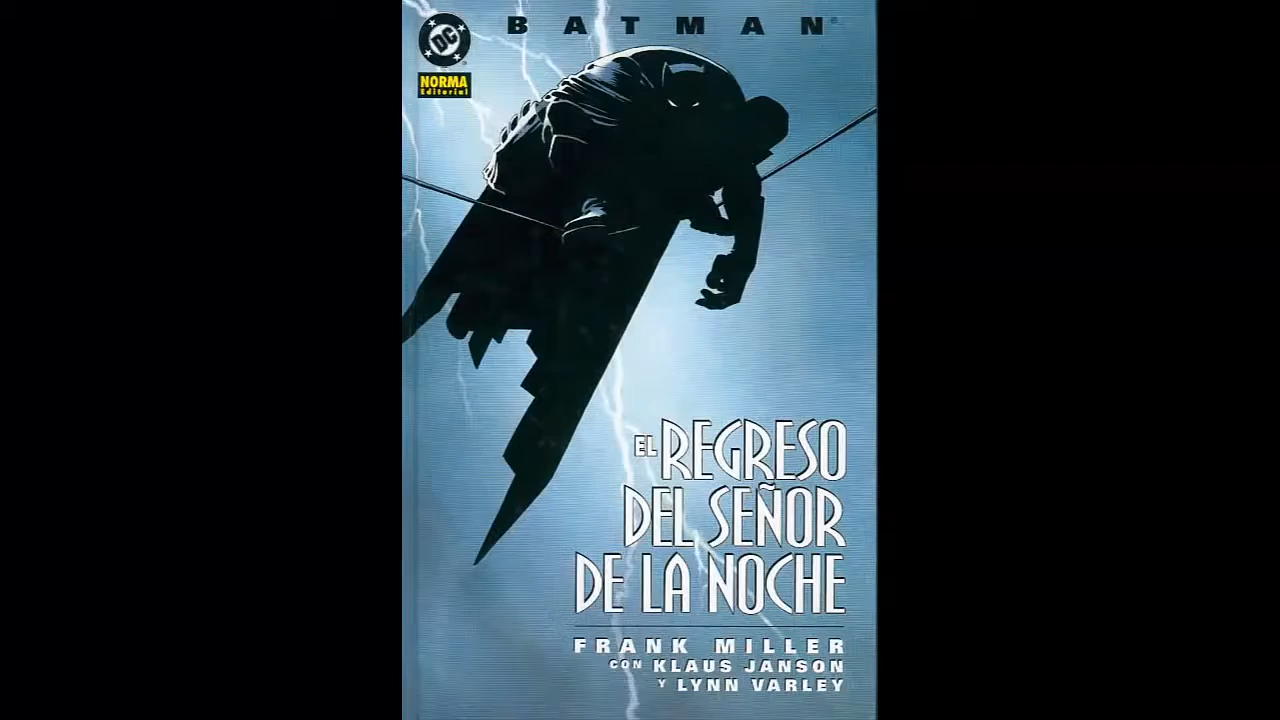 BATMAN
DC
NORMA
Editorial
EL REGRESO
DEL SEÑOR
DE LA NOCHE
FRANK MILLER
CON KLAUS JANSON
Y LYNN VARLEY